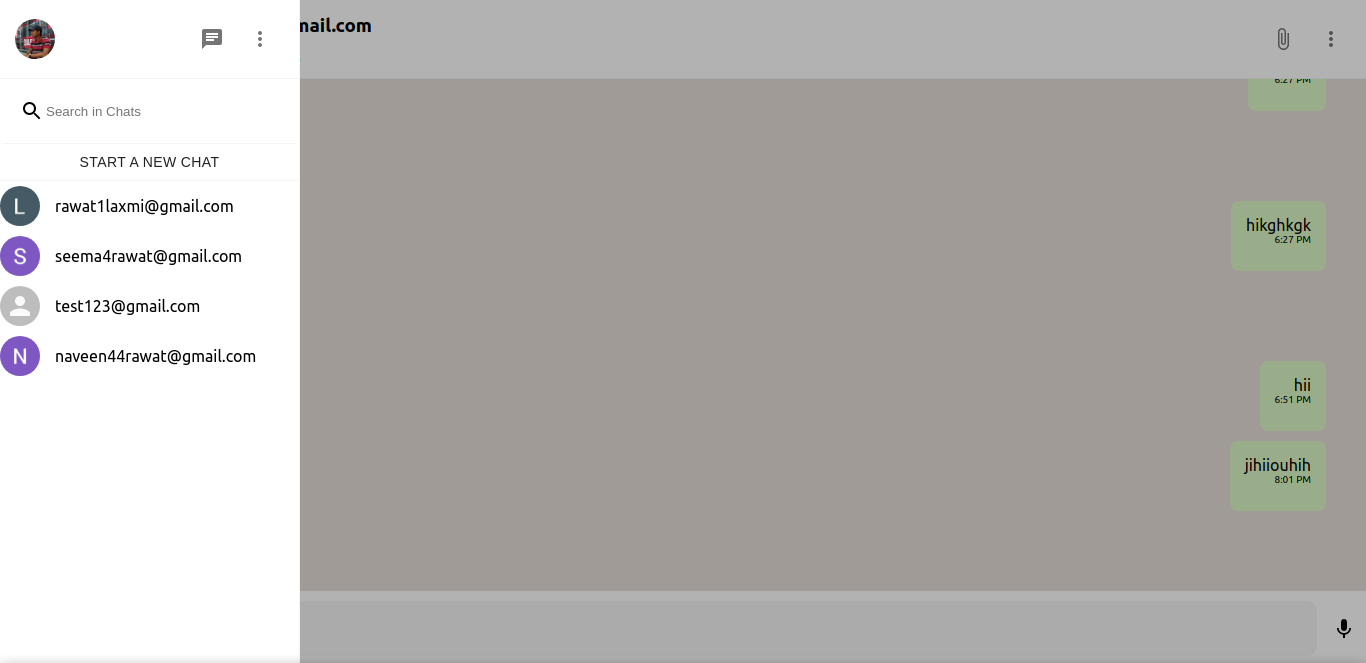 mail.com
Search in Chats
START A NEW CHAT
L rawat1laxmi@gmail.com
S seema4rawat@gmail.com
test123@gmail.com
N naveen44rawat@gmail.com
6:27 PM
hikghkgk
6:27 PM
hii
6:51 PM
jihiiouhih
8:01 PM